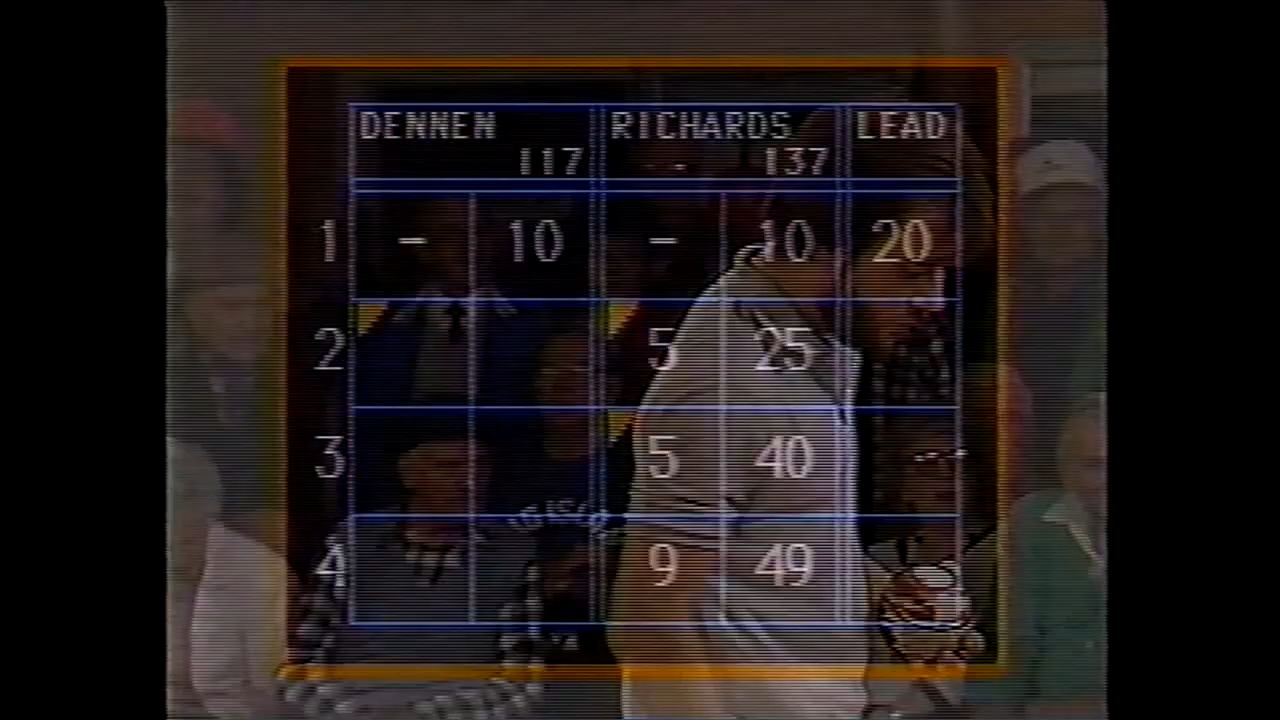 DENNEN RICHARDS LEAD
117 137
1 - 10 - 10 20
2 5 25
3 5 40
4 9 49